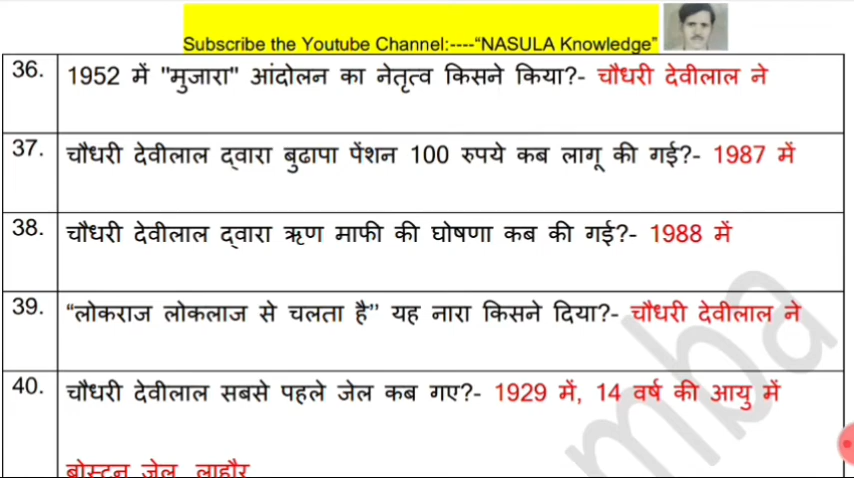 Subscribe the Youtube Channel:----“NASULA Knowledge”
36. 1952 में "मुजारा" आंदोलन का नेतृत्व किसने किया?- चौधरी देवीलाल ने
37. चौधरी देवीलाल द्वारा बुढापा पेंशन 100 रुपये कब लागू की गई?- 1987 में
38. चौधरी देवीलाल द्वारा ऋण माफी की घोषणा कब की गई?- 1988 में
39. “लोकराज लोकलाज से चलता है” यह नारा किसने दिया?- चौधरी देवीलाल ने
40. चौधरी देवीलाल सबसे पहले जेल कब गए?- 1929 में, 14 वर्ष की आयु में
बोस्टन जेल लाहौर